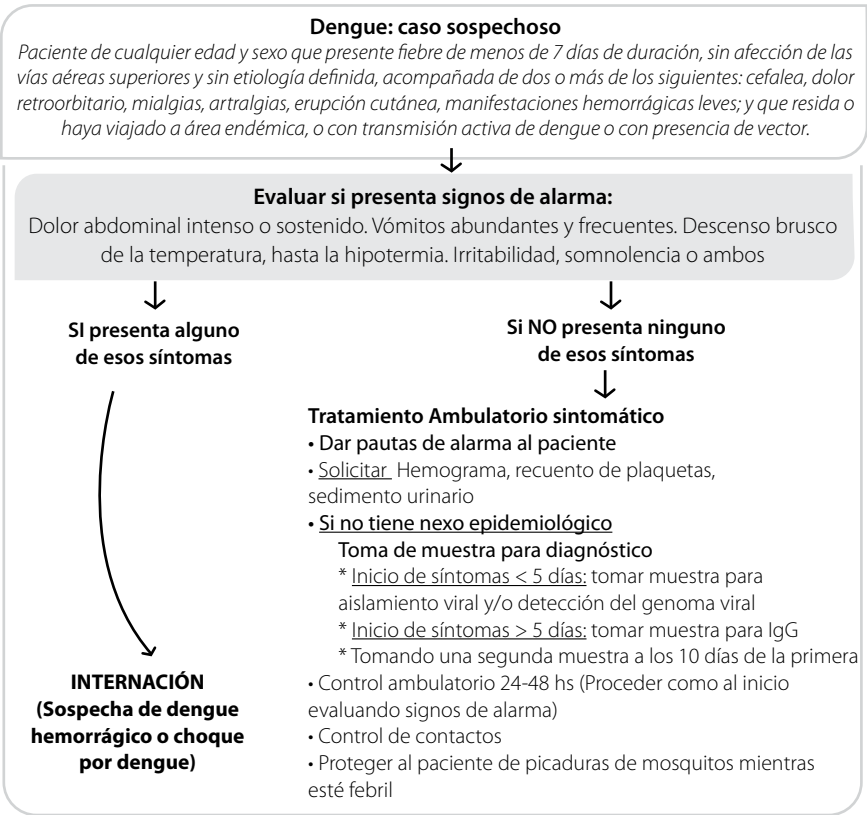 Dengue: caso sospechoso
Paciente de cualquier edad y sexo que presente fiebre de menos de 7 días de duración, sin afección de las
vías aéreas superiores y sin etiología definida, acompañada de dos o más de los siguientes: cefalea, dolor
retroorbitario, mialgias, artralgias, erupción cutánea, manifestaciones hemorrágicas leves; y que resida o
haya viajado a área endémica, o con transmisión activa de dengue o con presencia de vector.
Evaluar si presenta signos de alarma:
Dolor abdominal intenso o sostenido. Vómitos abundantes y frecuentes. Descenso brusco
de la temperatura, hasta la hipotermia. Irritabilidad, somnolencia o ambos
SI presenta alguno
de esos síntomas
INTERNACIÓN
(Sospecha de dengue
hemorrágico o choque
por dengue)
Si NO presenta ninguno
de esos síntomas
Tratamiento Ambulatorio sintomático
• Dar pautas de alarma al paciente
• Solicitar Hemograma, recuento de plaquetas,
sedimento urinario
• Si no tiene nexo epidemiológico
Toma de muestra para diagnóstico
* Inicio de síntomas < 5 días: tomar muestra para
aislamiento viral y/o detección del genoma viral
* Inicio de síntomas > 5 días: tomar muestra para IgG
* Tomando una segunda muestra a los 10 días de la primera
• Control ambulatorio 24-48 hs (Proceder como al inicio
evaluando signos de alarma)
• Control de contactos
• Proteger al paciente de picaduras de mosquitos mientras
esté febril